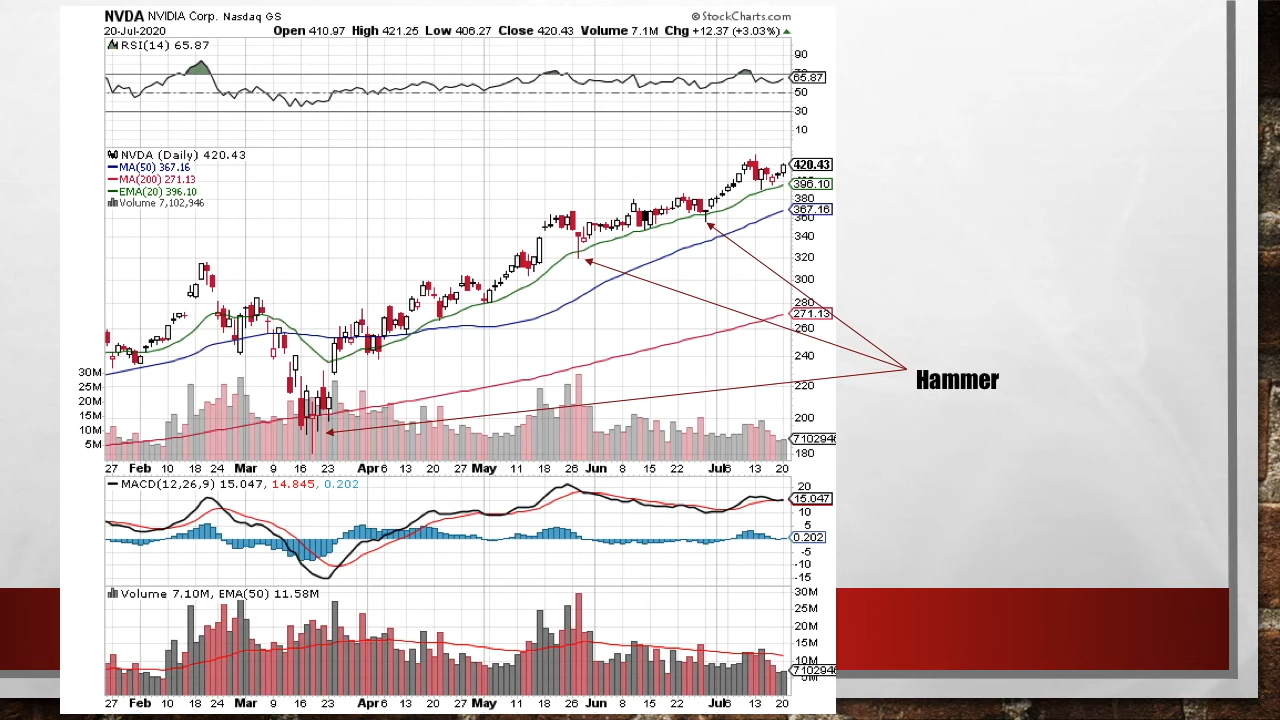 NVDA NVIDIA Corp. Nasdaq GS © StockCharts.com
20-Jul-2020 Open 410.97 High 421.25 Low 406.27 Close 420.43 Volume 7.1M Chg +12.37 (+3.03%)
RSI(14) 65.87
90
65.87
50
30
10
NVDA (Daily) 420.43
MA(50) 367.16
MA(200) 271.13
EMA(20) 396.10
Volume 7,102,946
420.43
396.10
380
367.16
360
340
320
300
280
271.13
260
240
220
200
180
30M
25M
20M
15M
10M
5M
7102946
Hammer
27 Feb 10 18 24 Mar 9 16 23 Apr 6 13 20 27 May 11 18 26 Jun 8 15 22 Jul 6 13 20
MACD(12,26,9) 15.047, 14.845, 0.202
20
15.047
10
5
0.202
-5
-10
-15
Volume 7.10M, EMA(50) 11.58M
30M
25M
20M
15M
10M
7102946
27 Feb 10 18 24 Mar 9 16 23 Apr 6 13 20 27 May 11 18 26 Jun 8 15 22 Jul 6 13 20